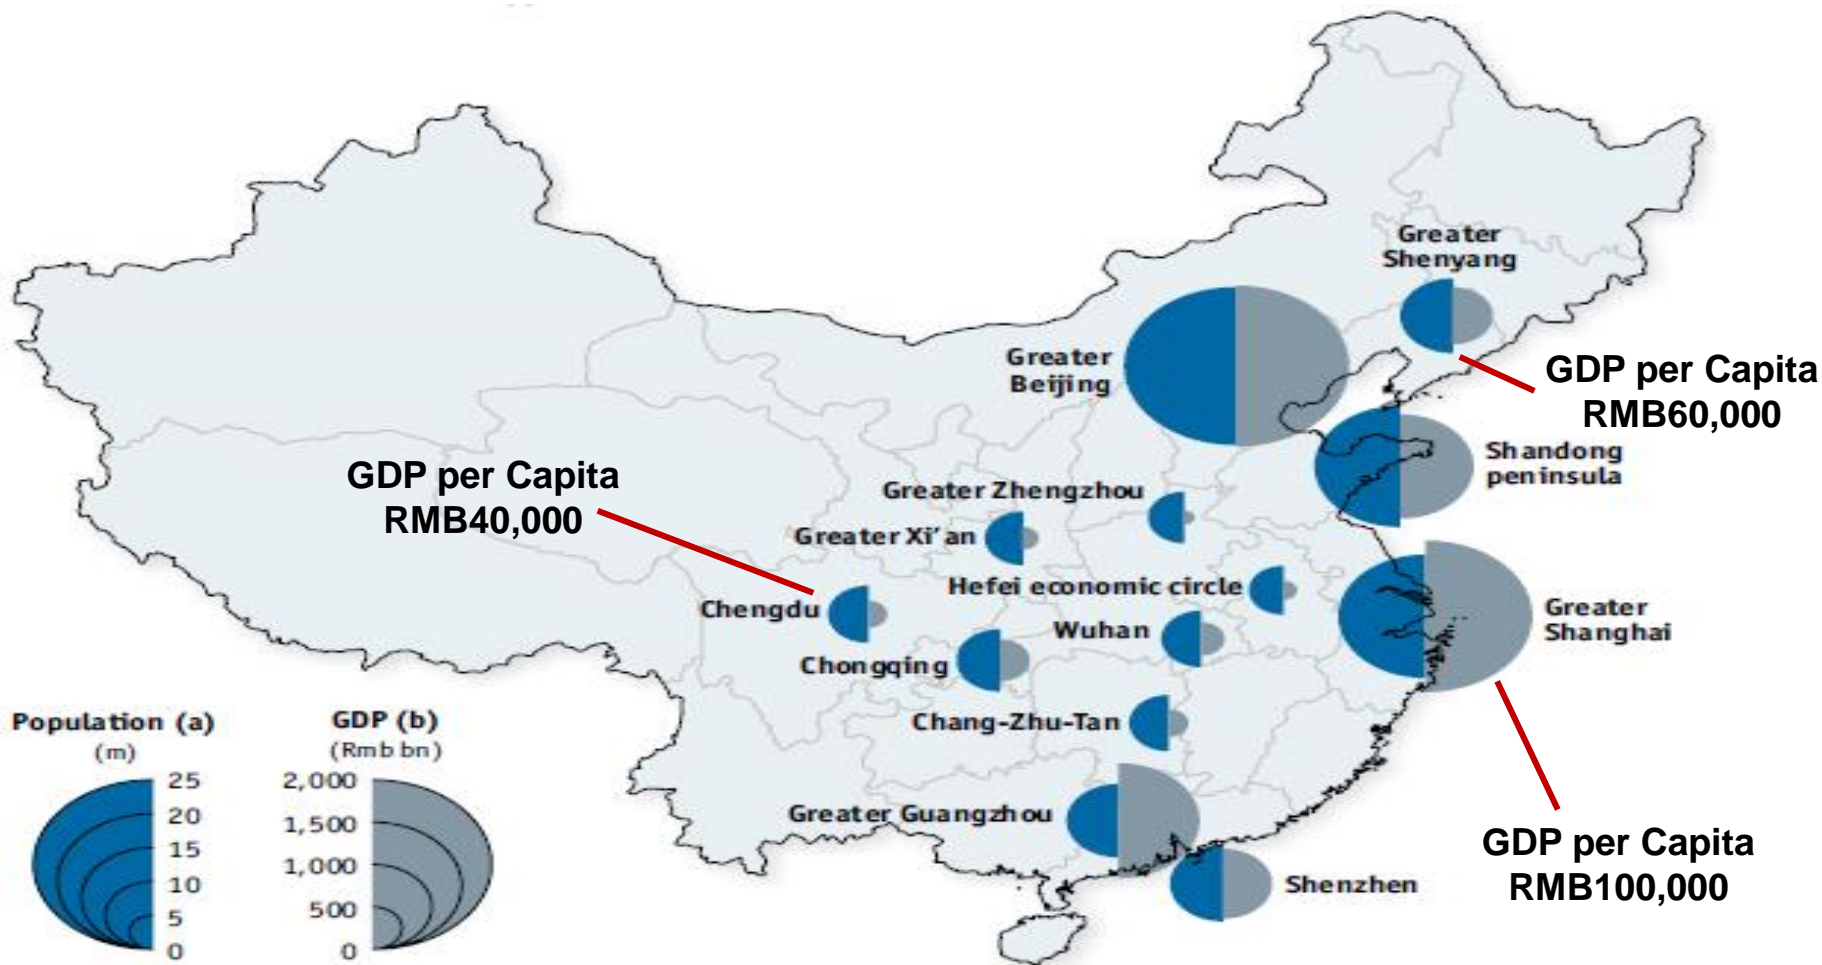 Greater
Shenyang
Greater
Beijing
GDP per Capita
RMB60,000
Shandong
peninsula
GDP per Capita
RMB40,000
Greater Zhengzhou
Greater Xi’an
Hefei economic circle
Chengdu
Greater
Shanghai
Wuhan
Chongqing
Chang-Zhu-Tan
Greater Guangzhou
Shenzhen
GDP per Capita
RMB100,000
Population (a)
(m)
25
20
15
10
5
0
GDP (b)
(Rmb bn)
2,000
1,500
1,000
500
0